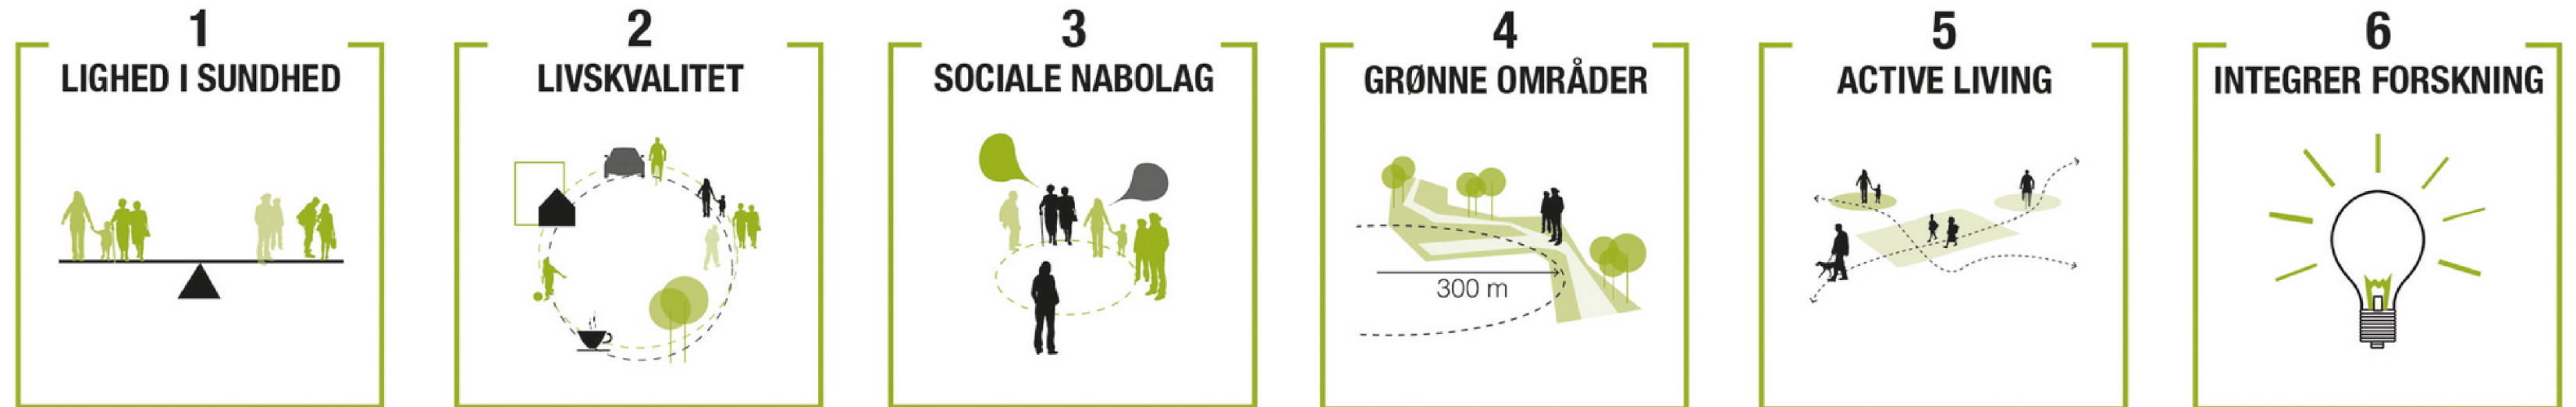 1
LIGHED I SUNDHED
2
LIVSKVALITET
3
SOCIALE NABOLAG
4
GRØNNE OMRÅDER
300 m
5
ACTIVE LIVING
6
INTEGRER FORSKNING